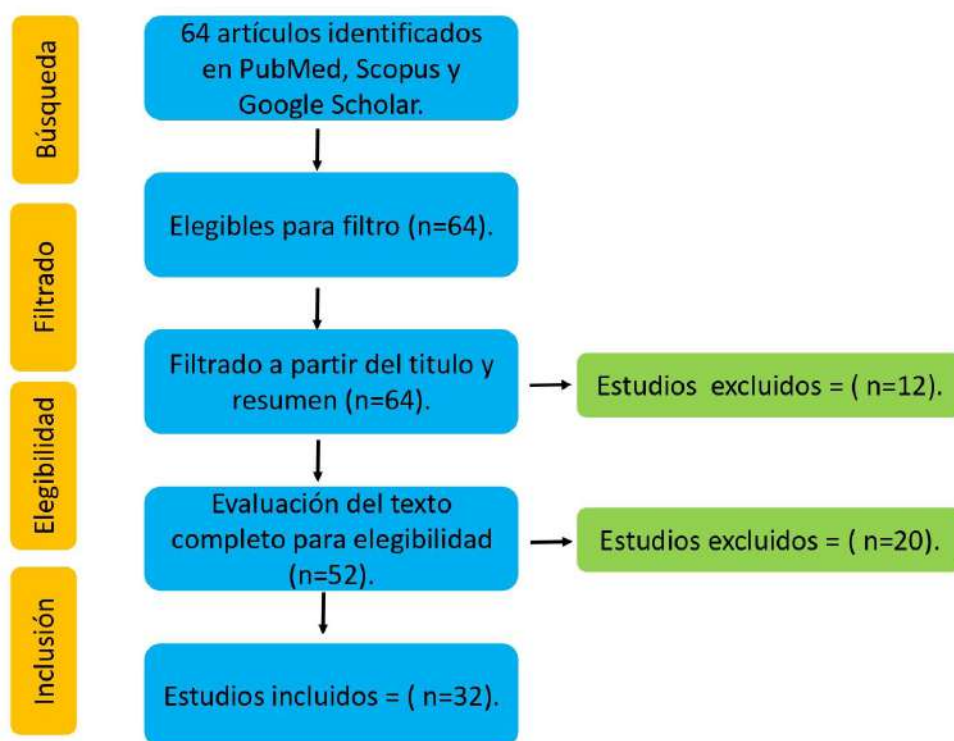 Búsqueda
64 artículos identificados
en PubMed, Scopus y
Google Scholar.
Filtrado
Elegibles para filtro (n=64).
Filtrado a partir del titulo y
resumen (n=64).
Estudios excluidos = ( n=12).
Elegibilidad
Evaluación del texto
completo para elegibilidad
(n=52).
Estudios excluidos = ( n=20).
Inclusión
Estudios incluidos = ( n=32).